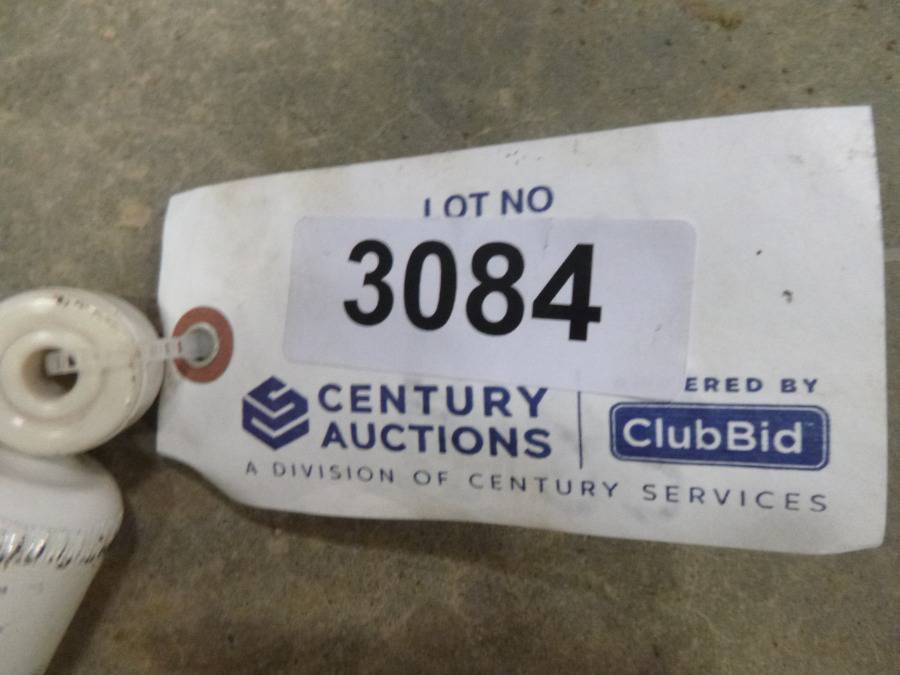 LOT NO
3084
CENTURY
AUCTIONS
ERED BY
ClubBid
A DIVISION OF CENTURY SERVICES